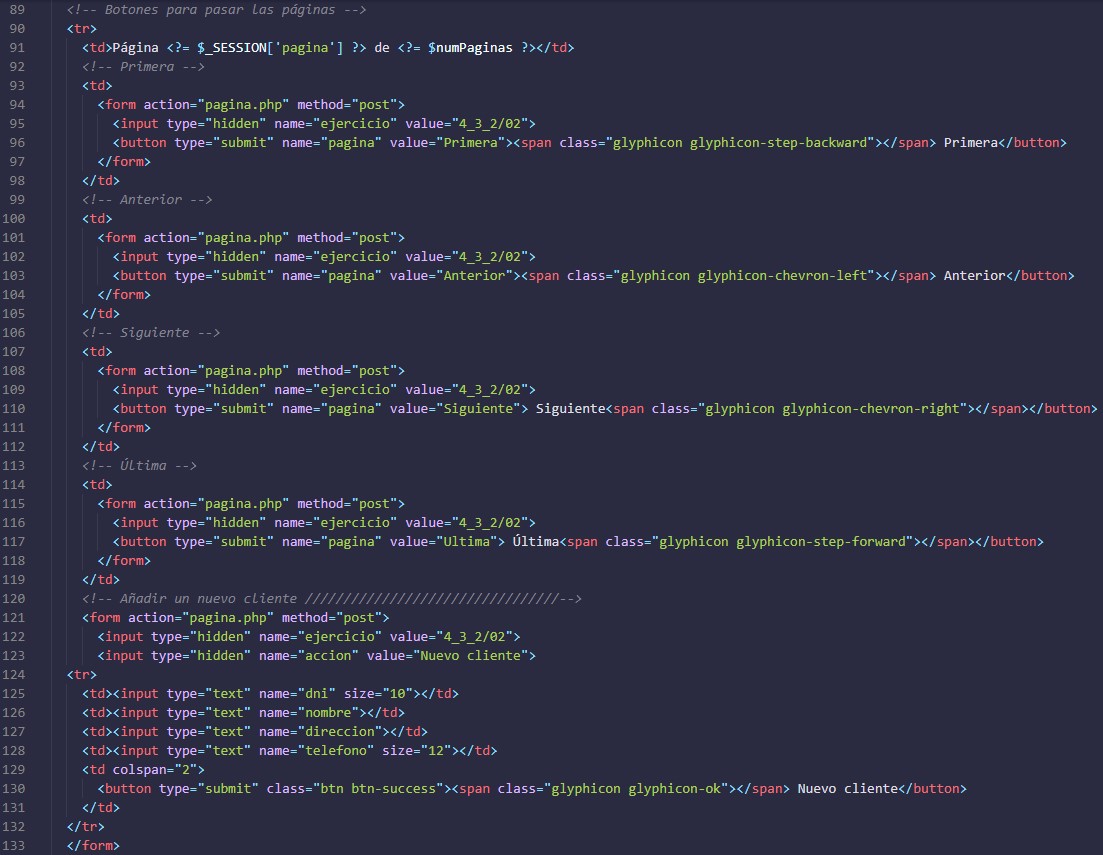 89 <!-- Botones para pasar las páginas -->
90 <tr>
91 <td>Página <?= $_SESSION['pagina'] ?> de <?= $numPaginas ?></td>
92 <!-- Primera -->
93 <td>
94 <form action="pagina.php" method="post">
95 <input type="hidden" name="ejercicio" value="4_3_2/02">
96 <button type="submit" name="pagina" value="Primera"><span class="glyphicon glyphicon-step-backward"></span> Primera</button>
97 </form>
98 </td>
99 <!-- Anterior -->
100 <td>
101 <form action="pagina.php" method="post">
102 <input type="hidden" name="ejercicio" value="4_3_2/02">
103 <button type="submit" name="pagina" value="Anterior"><span class="glyphicon glyphicon-chevron-left"></span> Anterior</button>
104 </form>
105 </td>
106 <!-- Siguiente -->
107 <td>
108 <form action="pagina.php" method="post">
109 <input type="hidden" name="ejercicio" value="4_3_2/02">
110 <button type="submit" name="pagina" value="Siguiente"> Siguiente<span class="glyphicon glyphicon-chevron-right"></span></button>
111 </form>
112 </td>
113 <!-- Última -->
114 <td>
115 <form action="pagina.php" method="post">
116 <input type="hidden" name="ejercicio" value="4_3_2/02">
117 <button type="submit" name="pagina" value="Ultima"> Última<span class="glyphicon glyphicon-step-forward"></span></button>
118 </form>
119 </td>
120 <!-- Añadir un nuevo cliente /////////////////////////////////-->
121 <form action="pagina.php" method="post">
122 <input type="hidden" name="ejercicio" value="4_3_2/02">
123 <input type="hidden" name="accion" value="Nuevo cliente">
124 <tr>
125 <td><input type="text" name="dni" size="10"></td>
126 <td><input type="text" name="nombre"></td>
127 <td><input type="text" name="direccion"></td>
128 <td><input type="text" name="telefono" size="12"></td>
129 <td colspan="2">
130 <button type="submit" class="btn btn-success"><span class="glyphicon glyphicon-ok"></span> Nuevo cliente</button>
131 </td>
132 </tr>
133 </form>